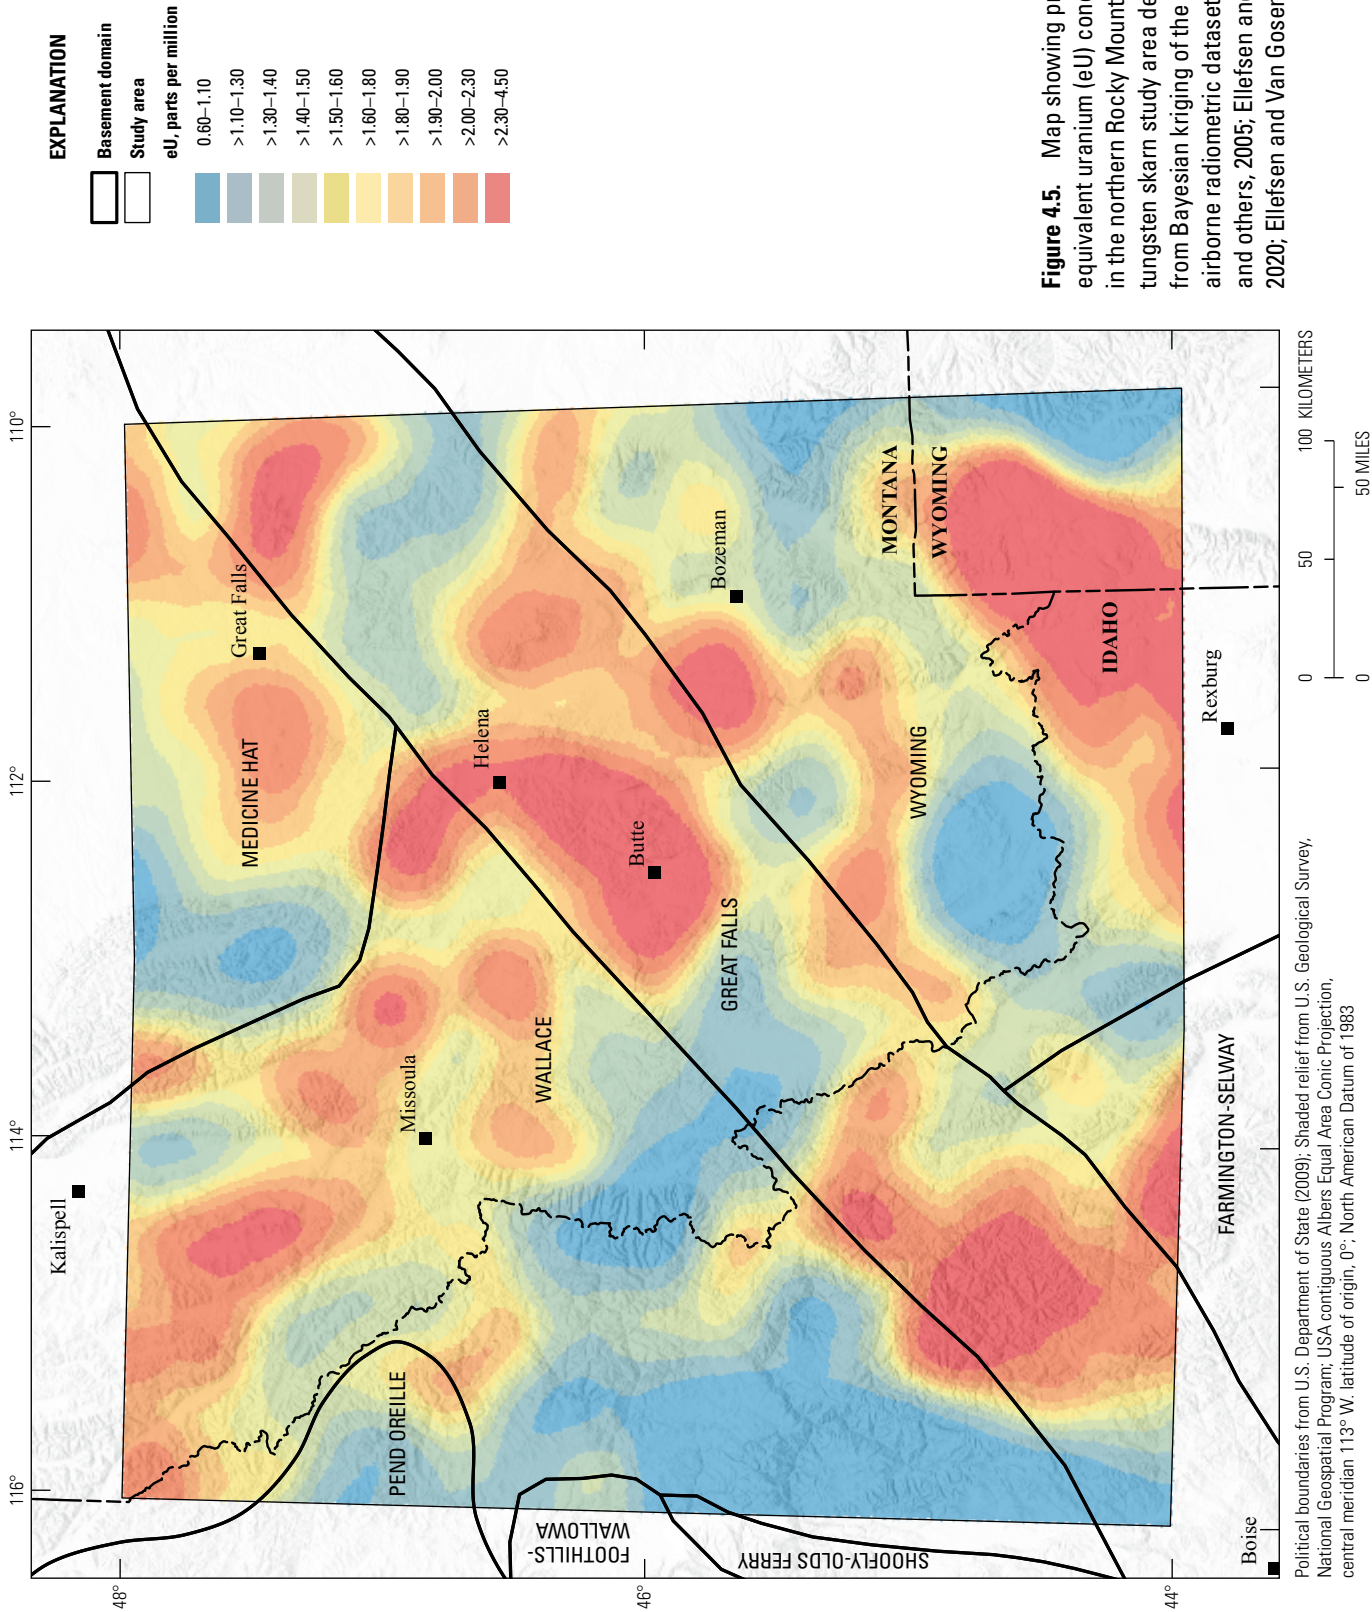 116°
114°
112°
110°
48°
46°
44°
Kalispell
Great Falls
MEDICINE HAT
Missoula
Helena
PEND OREILLE
WALLACE
Butte
Bozeman
FOOTHILLS-
WALLOWA
GREAT FALLS
SHOOFLY-OLDS FERRY
WYOMING
MONTANA
WYOMING
IDAHO
Boise
FARMINGTON-SELWAY
Rexburg
Political boundaries from U.S. Department of State (2009); Shaded relief from U.S. Geological Survey,
National Geospatial Program; USA contiguous Albers Equal Area Conic Projection,
central meridian 113° W. latitude of origin, 0°; North American Datum of 1983
0 50 100 KILOMETERS
0 50 MILES
EXPLANATION
Basement domain
Study area
eU, parts per million
0.60–1.10
>1.10–1.30
>1.30–1.40
>1.40–1.50
>1.50–1.60
>1.60–1.80
>1.80–1.90
>1.90–2.00
>2.00–2.30
>2.30–4.50
Figure 4.5. Map showing
equivalent uranium (eU)
in the northern Rocky
tungsten skarn study area
from Bayesian kriging of the
airborne radiometric dataset
and others, 2005; Ellefsen
2020; Ellefsen and Van